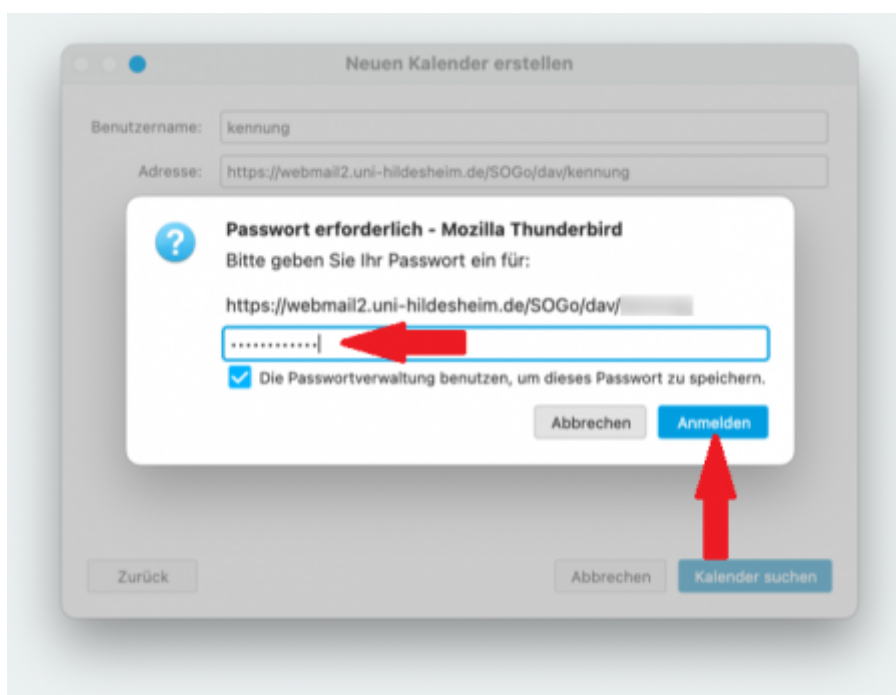 Neuen Kalender erstellen
Benutzername: kennung
Adresse: https://webmail2.uni-hildesheim.de/SOGo/dav/kennung
Passwort erforderlich - Mozilla Thunderbird
Bitte geben Sie Ihr Passwort ein für:
https://webmail2.uni-hildesheim.de/SOGo/dav/
••••••••••••
Die Passwortverwaltung benutzen, um dieses Passwort zu speichern.
Abbrechen Anmelden
Zurück Abbrechen Kalender suchen